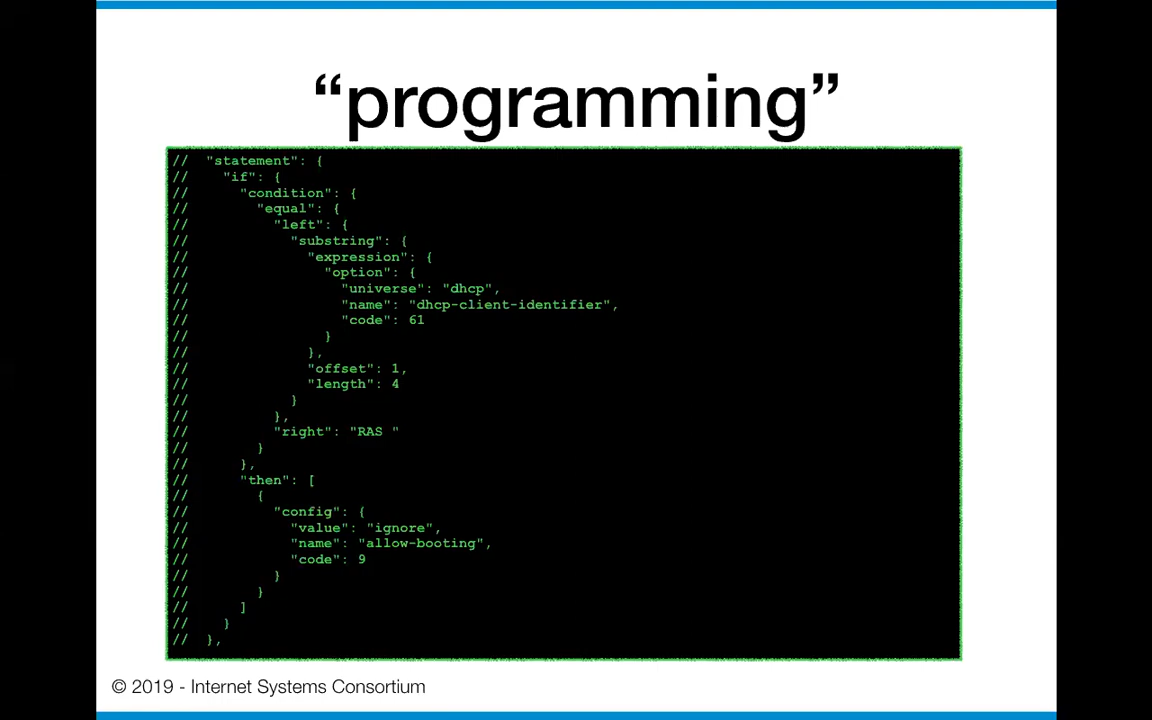 “programming”
//  "statement": {
//    "if": {
//      "condition": {
//        "equal": {
//          "left": {
//            "substring": {
//              "expression": {
//                "option": {
//                  "universe": "dhcp",
//                  "name": "dhcp-client-identifier",
//                  "code": 61
//                }
//              },
//              "offset": 1,
//              "length": 4
//            }
//          },
//          "right": "RAS "
//        }
//      },
//      "then": [
//        {
//          "config": {
//            "value": "ignore",
//            "name": "allow-booting",
//            "code": 9
//          }
//        }
//      ]
//    }
//  },
© 2019 - Internet Systems Consortium